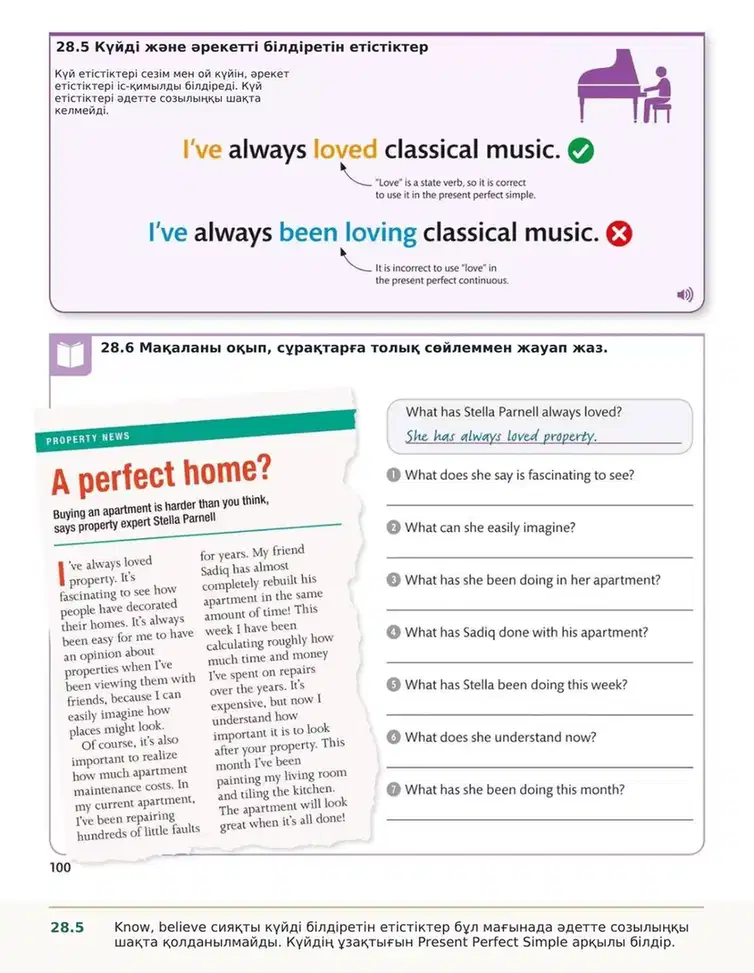 28.5 Күйді және әрекетті білдіретін етістіктер
Күй етістіктері сезім мен ой күйін, әрекет
етістіктері іс-қимылды білдіреді. Күй
етістіктері әдетте созылыңқы шақта
келмейді.
I've always loved classical music.
"Love" is a state verb, so it is correct
to use it in the present perfect simple.
I've always been loving classical music.
It is incorrect to use "love" in
the present perfect continuous.
28.6 Мақаланы оқып, сұрақтарға толық сөйлеммен жауап жаз.
PROPERTY NEWS
A perfect home?
Buying an apartment is harder than you think,
says property expert Stella Parnell
I've always loved
property. It's
fascinating to see how
people have decorated
their homes. It's always
been easy for me to have
an opinion about
properties when I've
been viewing them with
friends, because I can
easily imagine how
places might look.
Of course, it's also
important to realize
how much apartment
maintenance costs. In
my current apartment,
I've been repairing
hundreds of little faults
for years. My friend
Sadiq has almost
completely rebuilt his
apartment in the same
amount of time! This
week I have been
calculating roughly how
much time and money
I've spent on repairs
over the years. It's
expensive, but now I
understand how
important it is to look
after your property. This
month I've been
painting my living room
and tiling the kitchen.
The apartment will look
great when it's all done!
What has Stella Parnell always loved?
She has always loved property.
1 What does she say is fascinating to see?
2 What can she easily imagine?
3 What has she been doing in her apartment?
4 What has Sadiq done with his apartment?
5 What has Stella been doing this week?
6 What does she understand now?
7 What has she been doing this month?
100
28.5 Know, believe сияқты күйді білдіретін етістіктер бұл мағынада әдетте созылыңқы
шақта қолданылмайды. Күйдің ұзақтығын Present Perfect Simple арқылы білдір.